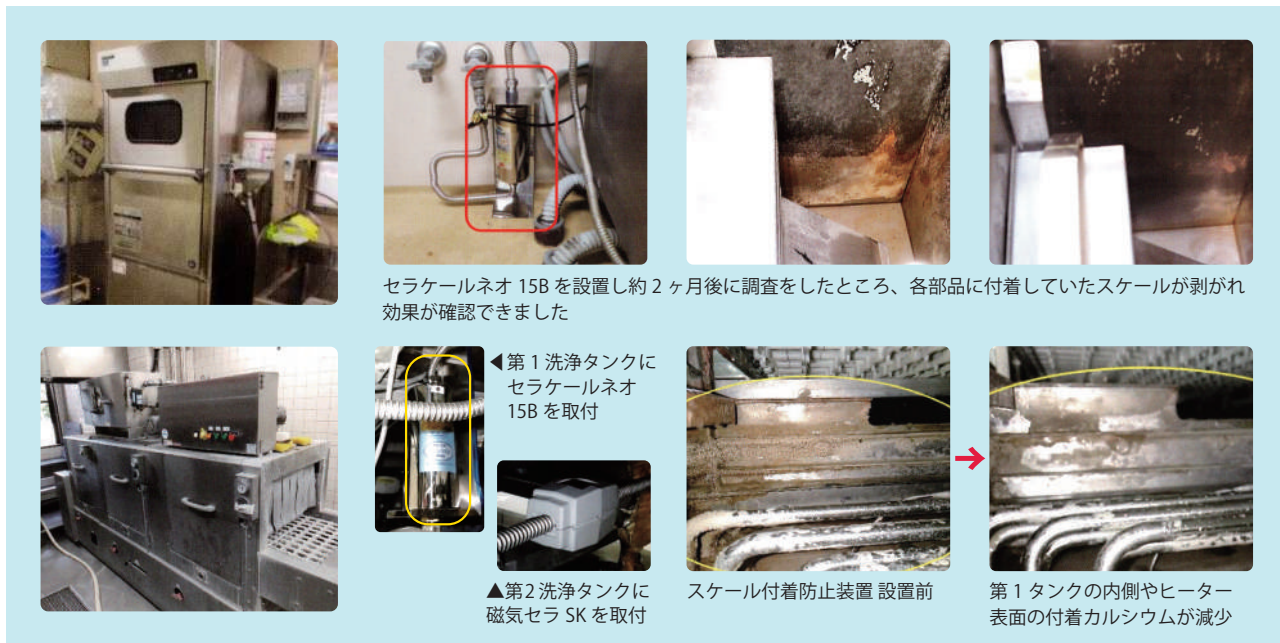 セラケールネオ 15B を設置し約 2 ヶ月後に調査をしたところ、各部品に付着していたスケールが剥がれ
効果が確認できました
◀第 1 洗浄タンクに
セラケールネオ
15B を取付
▲第2 洗浄タンクに
磁気セラ SK を取付
スケール付着防止装置 設置前
第 1 タンクの内側やヒーター
表面の付着カルシウムが減少